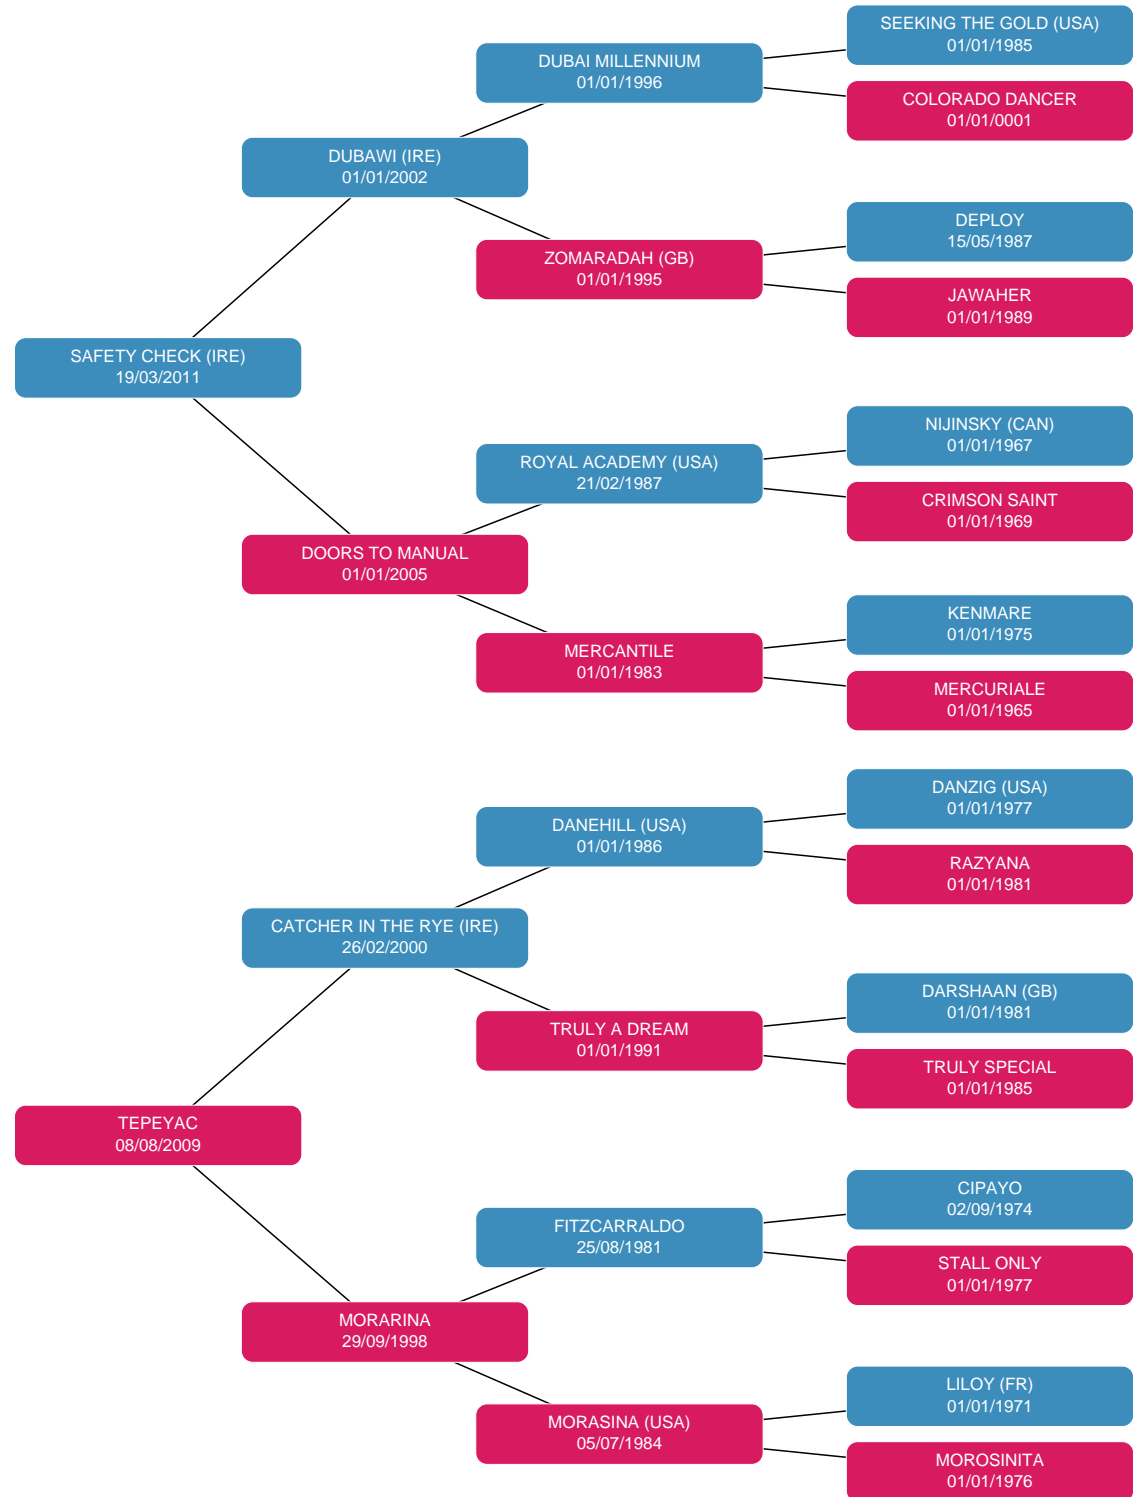 SEEKING THE GOLD (USA)
01/01/1985
DUBAI MILLENNIUM
01/01/1996
COLORADO DANCER
01/01/0001
DUBAWI (IRE)
01/01/2002
DEPLOY
15/05/1987
ZOMARADAH (GB)
01/01/1995
JAWAHER
01/01/1989
SAFETY CHECK (IRE)
19/03/2011
NIJINSKY (CAN)
01/01/1967
ROYAL ACADEMY (USA)
21/02/1987
CRIMSON SAINT
01/01/1969
DOORS TO MANUAL
01/01/2005
KENMARE
01/01/1975
MERCANTILE
01/01/1983
MERCURIALE
01/01/1965
DANZIG (USA)
01/01/1977
DANEHILL (USA)
01/01/1986
RAZYANA
01/01/1981
CATCHER IN THE RYE (IRE)
26/02/2000
DARSHAAN (GB)
01/01/1981
TRULY A DREAM
01/01/1991
TRULY SPECIAL
01/01/1985
TEPEYAC
08/08/2009
CIPAYO
02/09/1974
FITZCARRALDO
25/08/1981
STALL ONLY
01/01/1977
MORARINA
29/09/1998
LILOY (FR)
01/01/1971
MORASINA (USA)
05/07/1984
MOROSINITA
01/01/1976